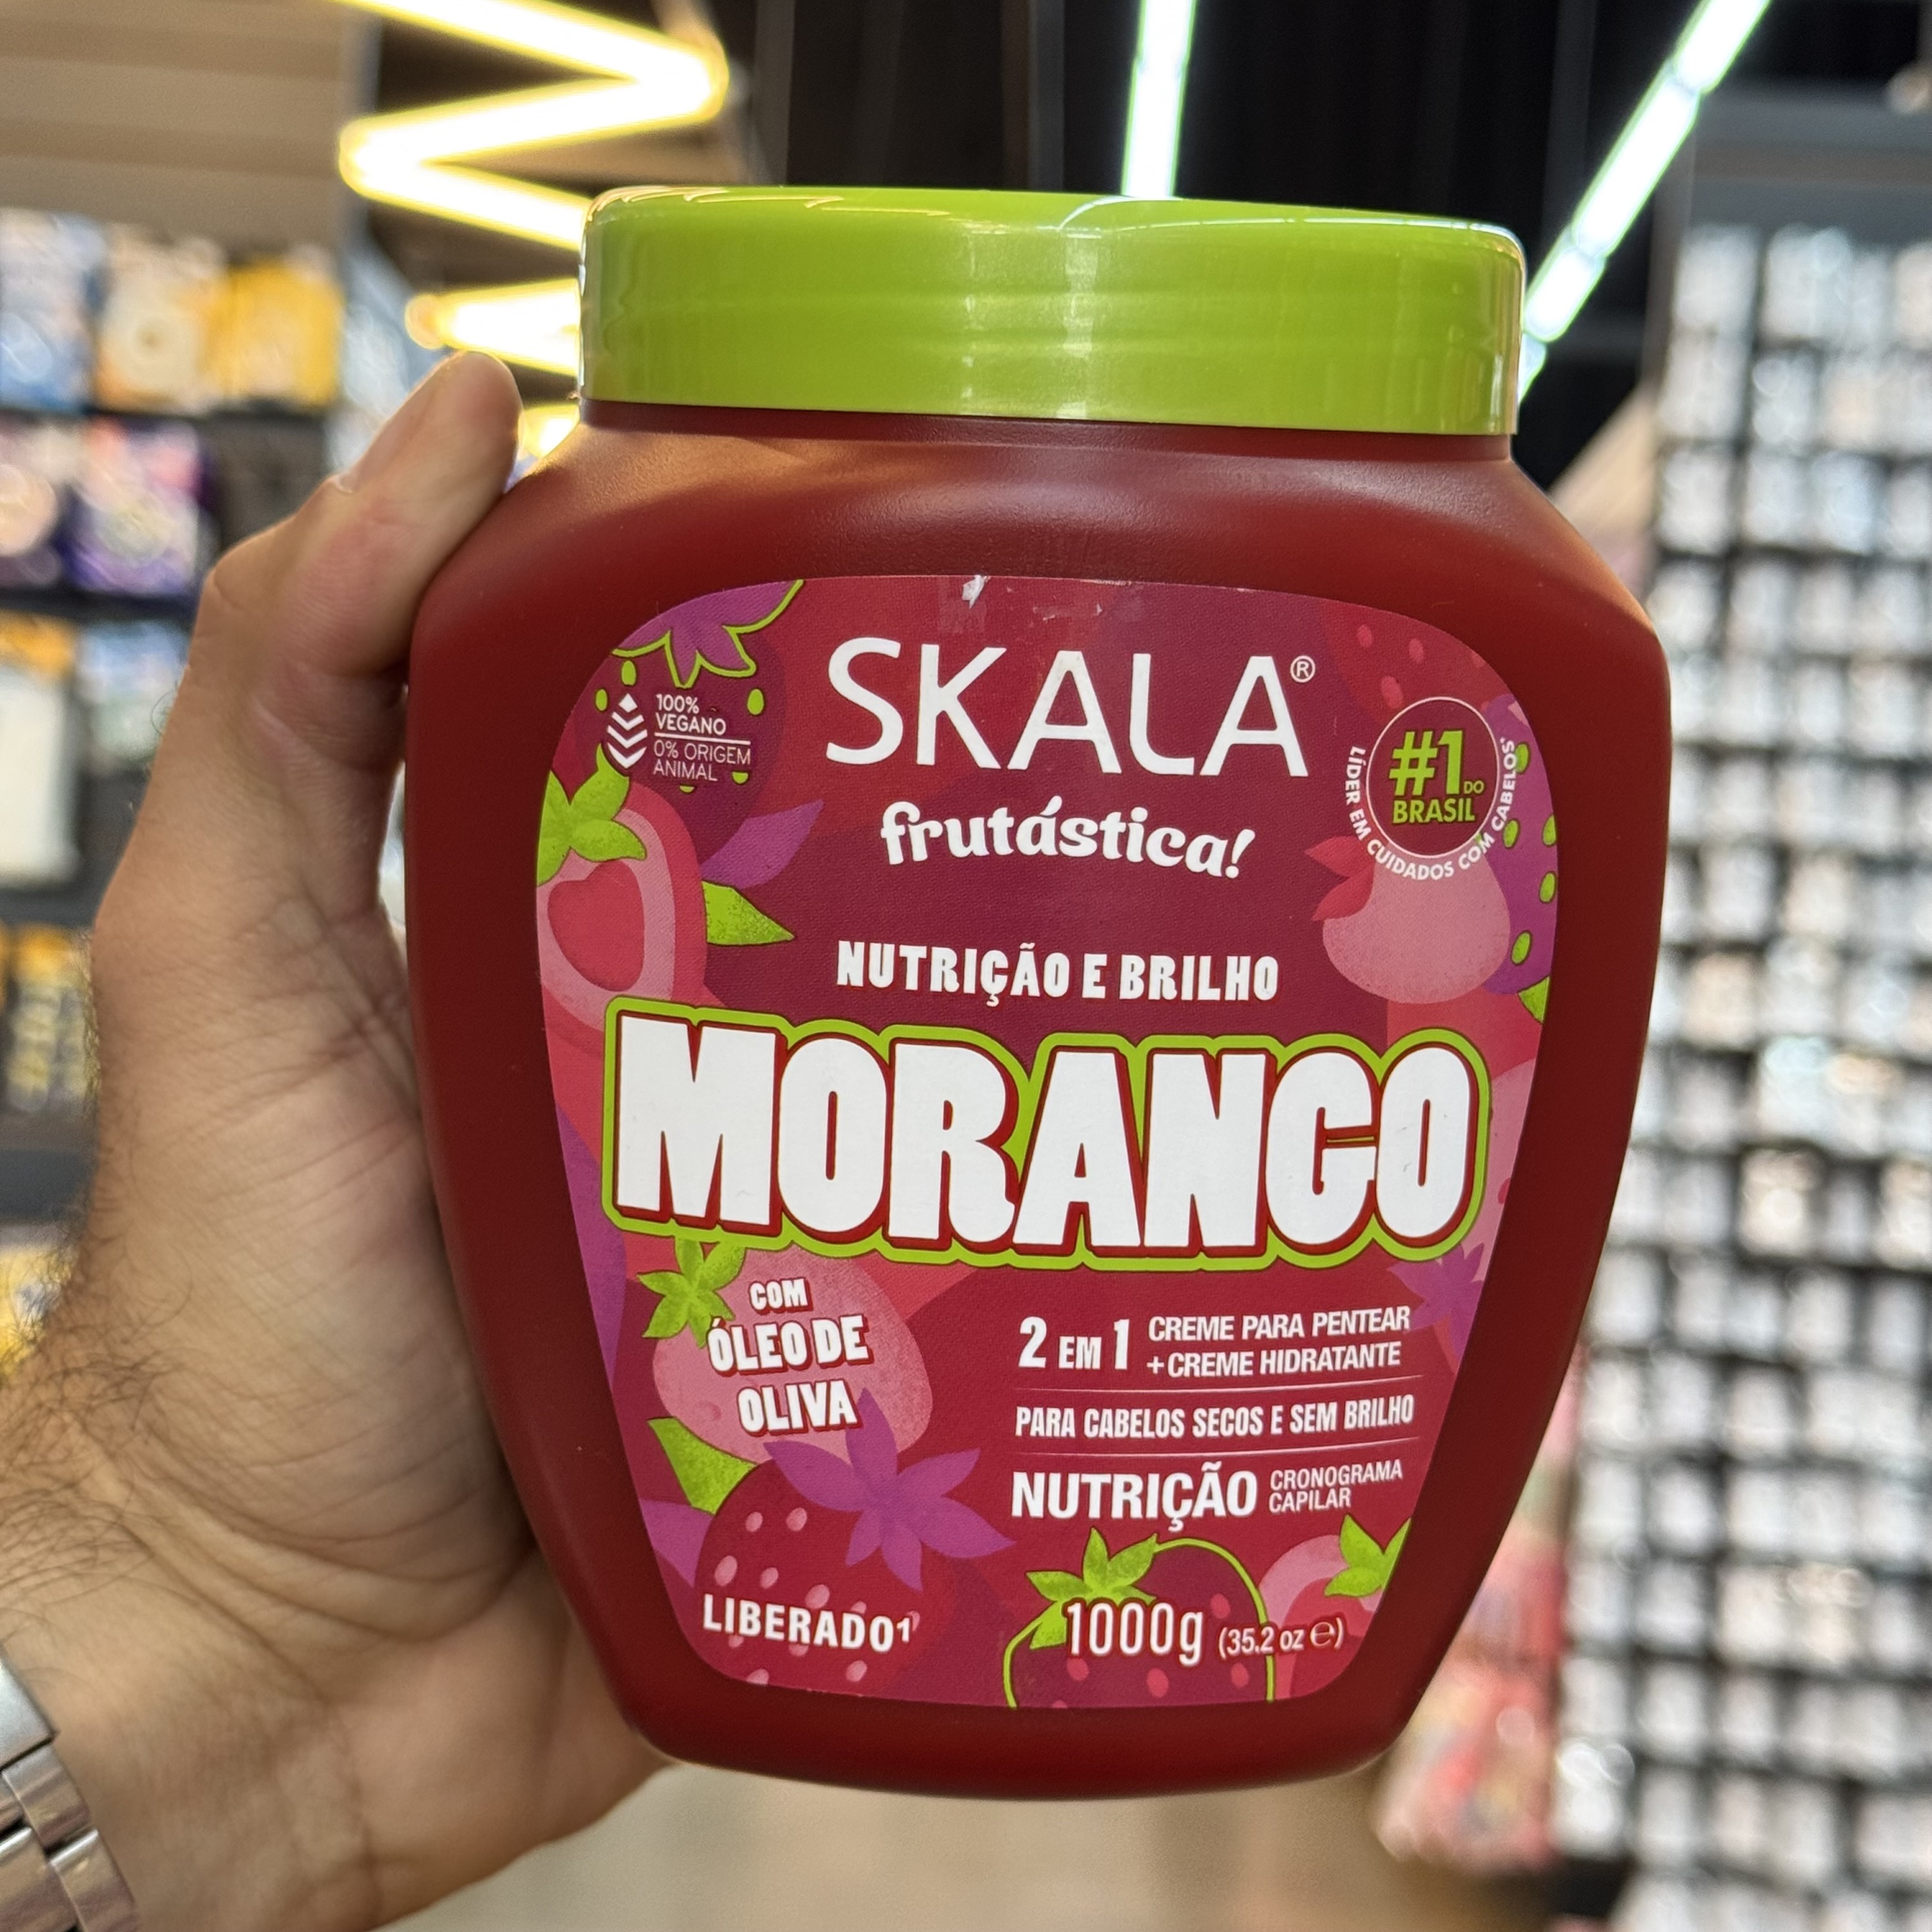 SKALA®
frutástica!
100%
VEGANO
0% ORIGEM
ANIMAL
#1 DO
BRASIL
LÍDER EM CUIDADOS COM CABELOS*
NUTRIÇÃO E BRILHO
MORANGO
COM
ÓLEO DE
OLIVA
2 EM 1 CREME PARA PENTEAR
+CREME HIDRATANTE
PARA CABELOS SECOS E SEM BRILHO
NUTRIÇÃO CRONOGRAMA
CAPILAR
LIBERADO¹
1000g (35.2 oz ℮)